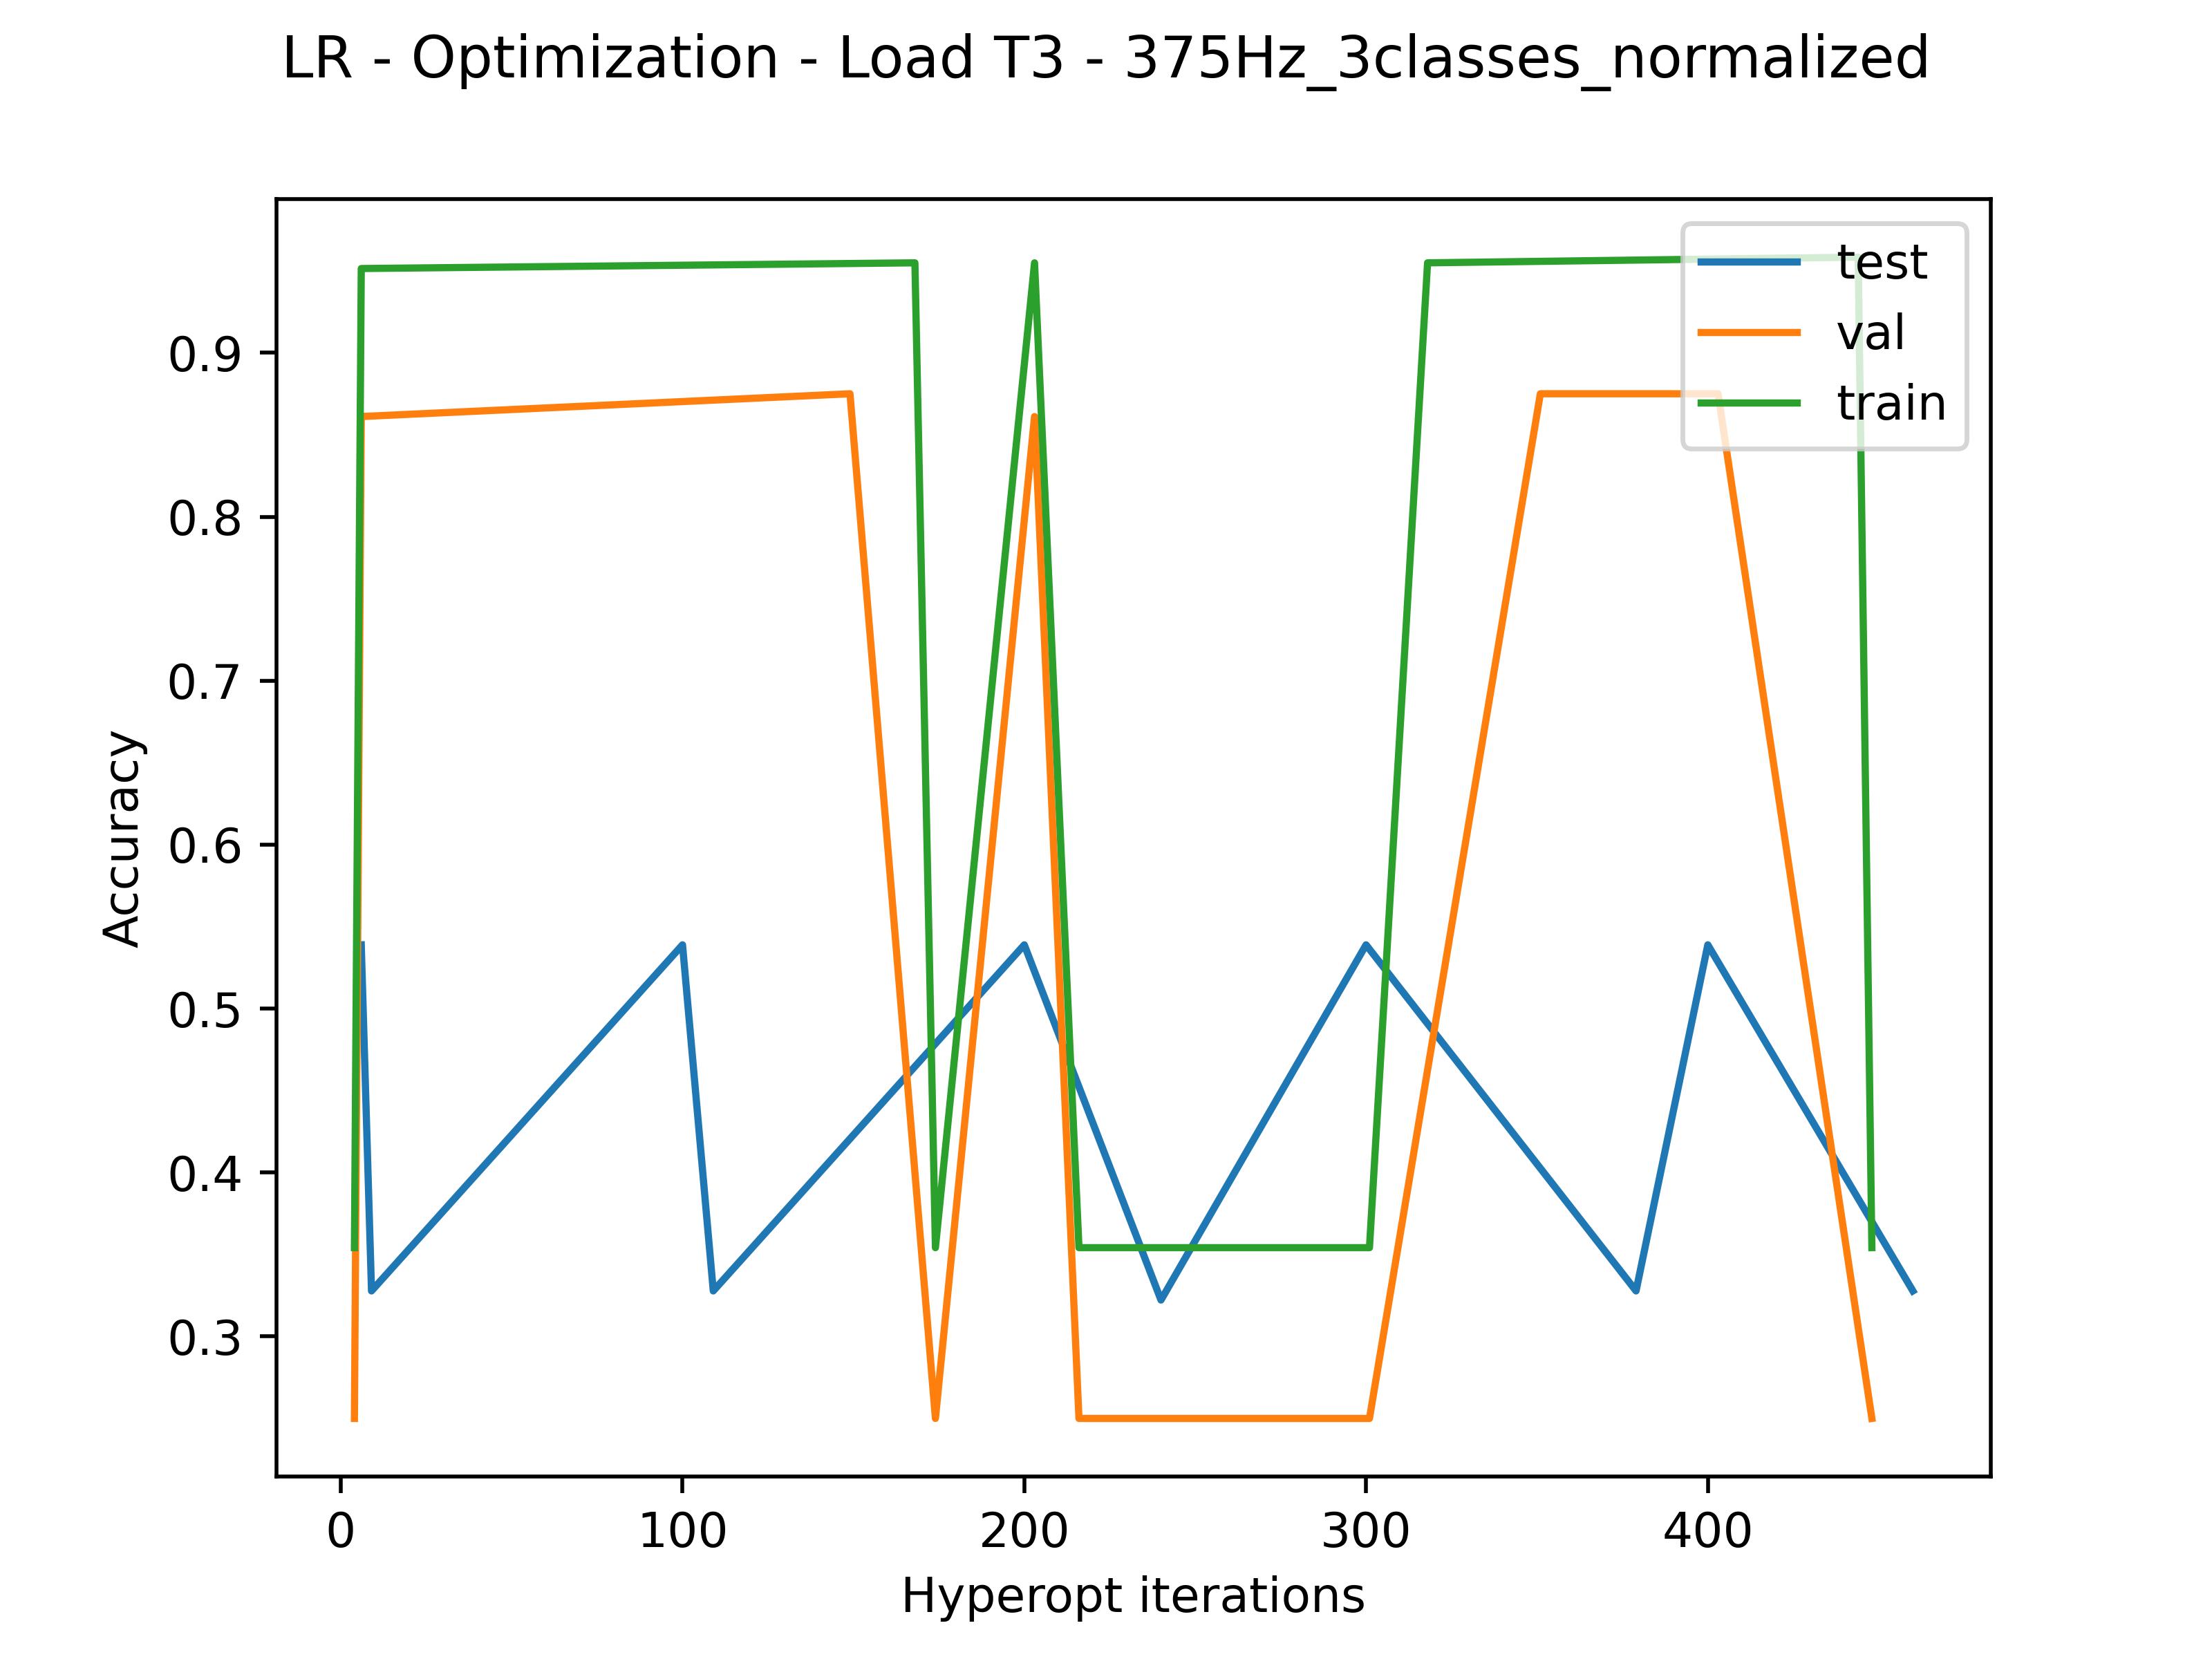 LR - Optimization - Load T3 - 375Hz_3classes_normalized
test
val
train
0.9
0.8
0.7
0.6
0.5
0.4
0.3
Accuracy
0 100 200 300 400
Hyperopt iterations